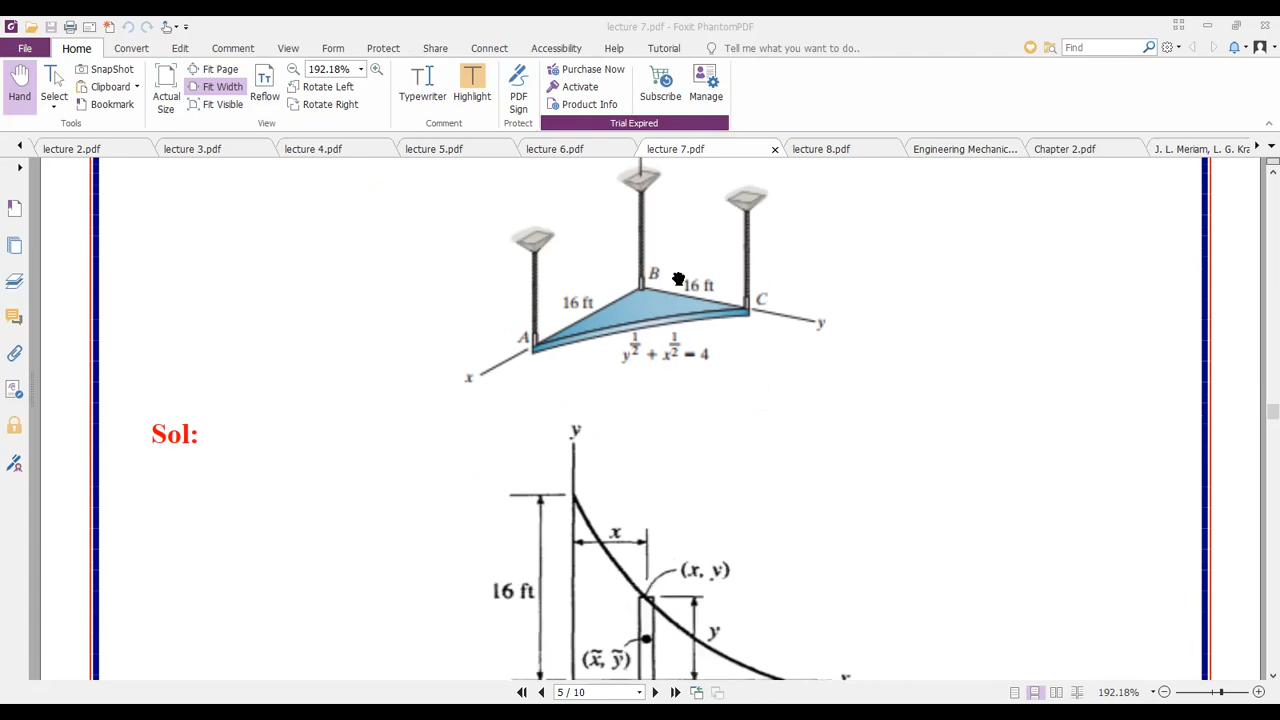 lecture 7.pdf - Foxit PhantomPDF
File Home Convert Edit Comment View Form Protect Share Connect Accessibility Help Tutorial Tell me what you want to do.. Find
Hand
Select
SnapShot
Clipboard
Bookmark
Tools
Actual Size
Fit Page
Fit Width
Fit Visible
Reflow
192.18%
Rotate Left
Rotate Right
View
Typewriter
Highlight
Comment
PDF Sign
Protect
Purchase Now
Activate
Product Info
Trial Expired
Subscribe
Manage
lecture 2.pdf lecture 3.pdf lecture 4.pdf lecture 5.pdf lecture 6.pdf lecture 7.pdf lecture 8.pdf Engineering Mechanic... Chapter 2.pdf J. L. Meriam, L. G. Kra
B
16 ft
16 ft
C
y
A
y^{1/2} + x^{1/2} = 4
x
Sol:
y
x
(x, y)
16 ft
y
(x̃, ỹ)
5 / 10
192.18%